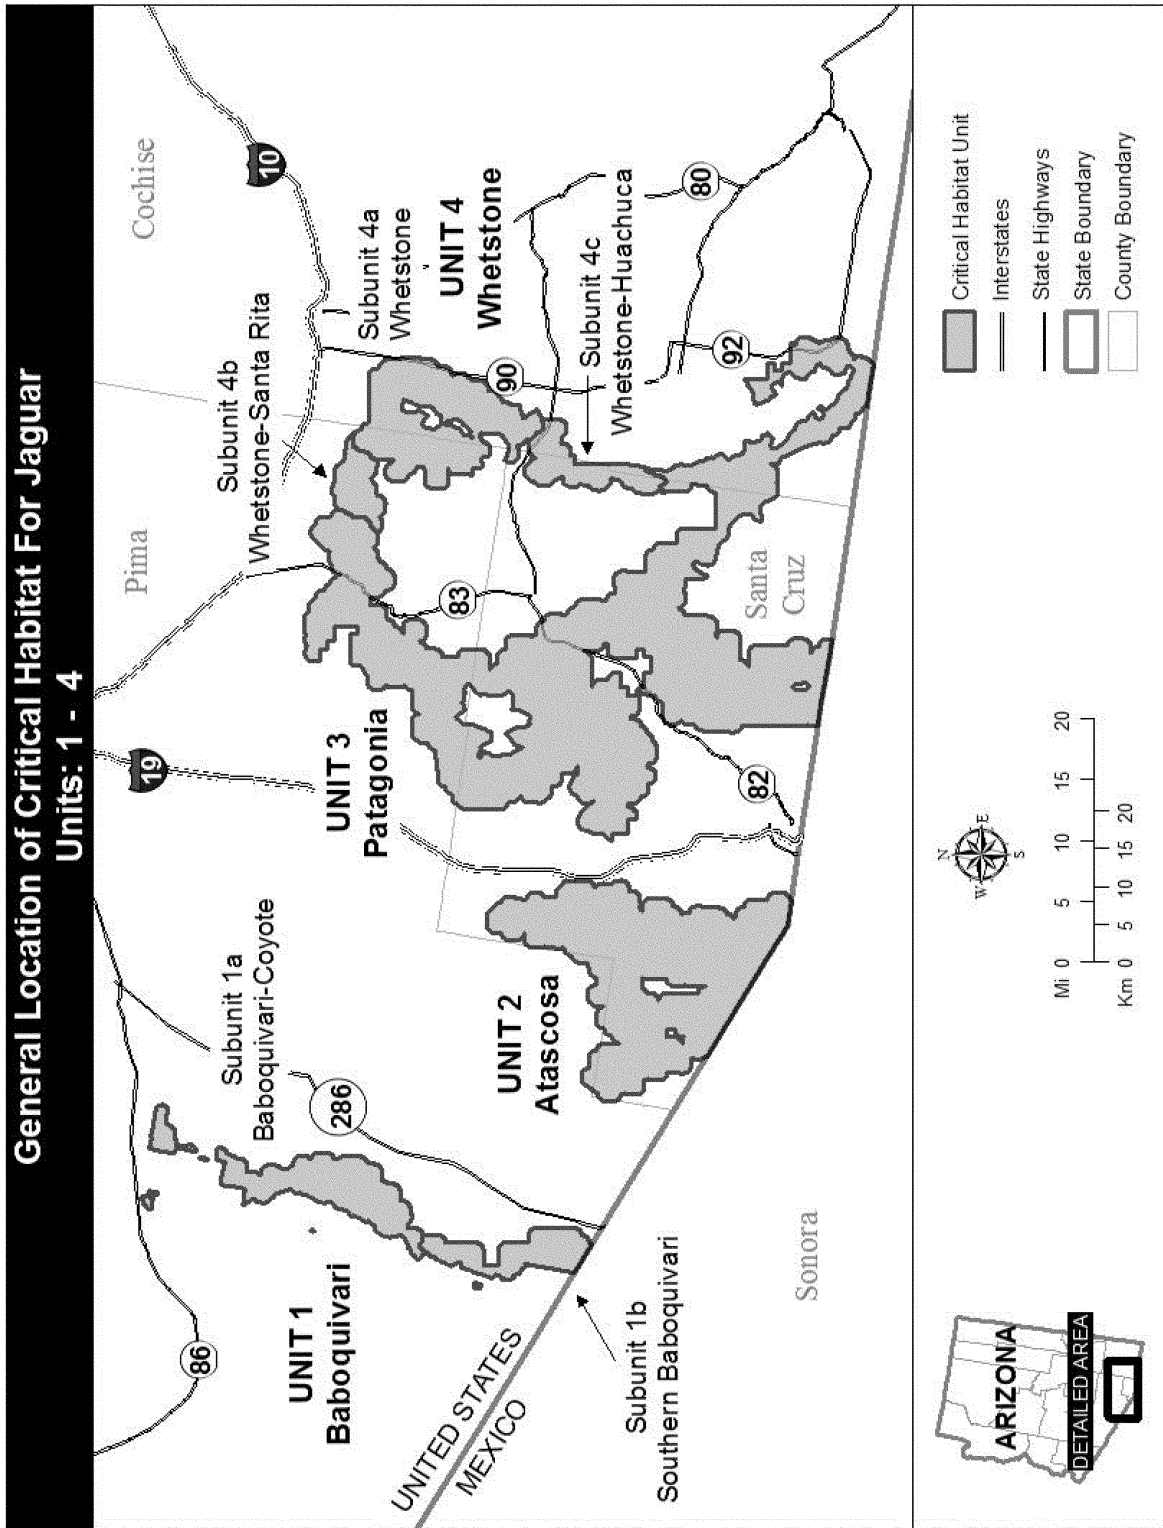 General Location of Critical Habitat For Jaguar
Units: 1 - 4
Pima
Cochise
86
19
10
Subunit 1a
Baboquivari-Coyote
Subunit 4b
Whetstone-Santa Rita
UNIT 1
Baboquivari
286
UNIT 3
Patagonia
83
Subunit 4a
Whetstone
UNIT 4
Whetstone
90
UNIT 2
Atascosa
Subunit 4c
Whetstone-Huachuca
80
92
82
Santa
Cruz
UNITED STATES
MEXICO
Subunit 1b
Southern Baboquivari
Sonora
ARIZONA
DETAILED AREA
N
W
E
S
Mi 0 5 10 15 20
Km 0 5 10 15 20
Critical Habitat Unit
Interstates
State Highways
State Boundary
County Boundary